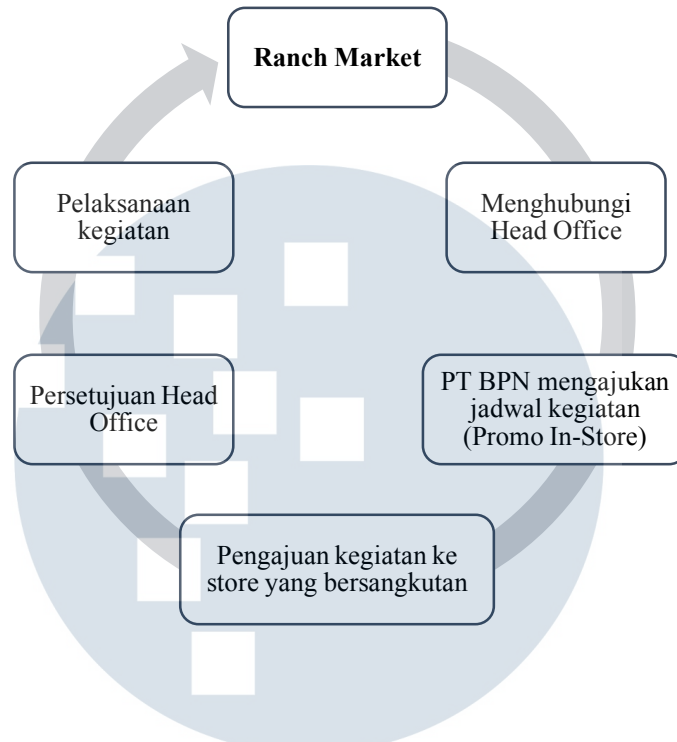 Ranch Market
Menghubungi
Head Office
PT BPN mengajukan
jadwal kegiatan
(Promo In-Store)
Pengajuan kegiatan ke
store yang bersangkutan
Persetujuan Head
Office
Pelaksanaan
kegiatan